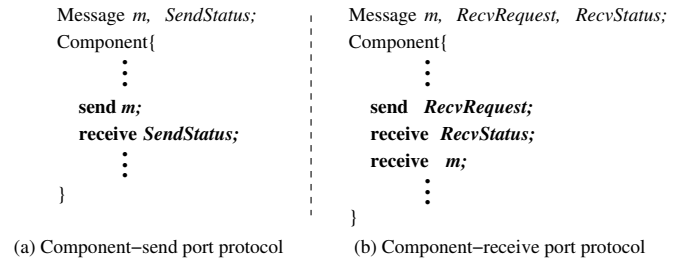 Message m, SendStatus;
Component{
send m;
receive SendStatus;
}
(a) Component−send port protocol
Message m, RecvRequest, RecvStatus;
Component{
send RecvRequest;
receive RecvStatus;
receive m;
}
(b) Component−receive port protocol